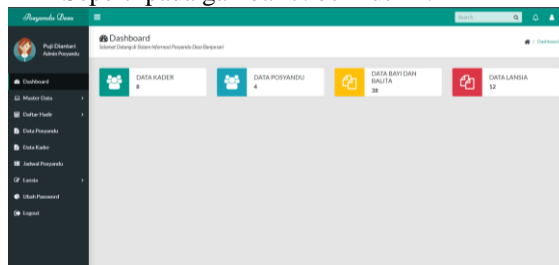 Posyandu Desa
Search
Puji Diantari
Admin Posyandu
Dashboard
Selamat Datang di Sistem Informasi Posyandu Desa Banjarsari
Dashboard
DATA KADER
8
DATA POSYANDU
4
DATA BAYI DAN
BALITA
38
DATA LANSIA
12
Dashboard
Master Data
Daftar Hadir
Data Posyandu
Data Kader
Jadwal Posyandu
Lansia
Ubah Password
Logout